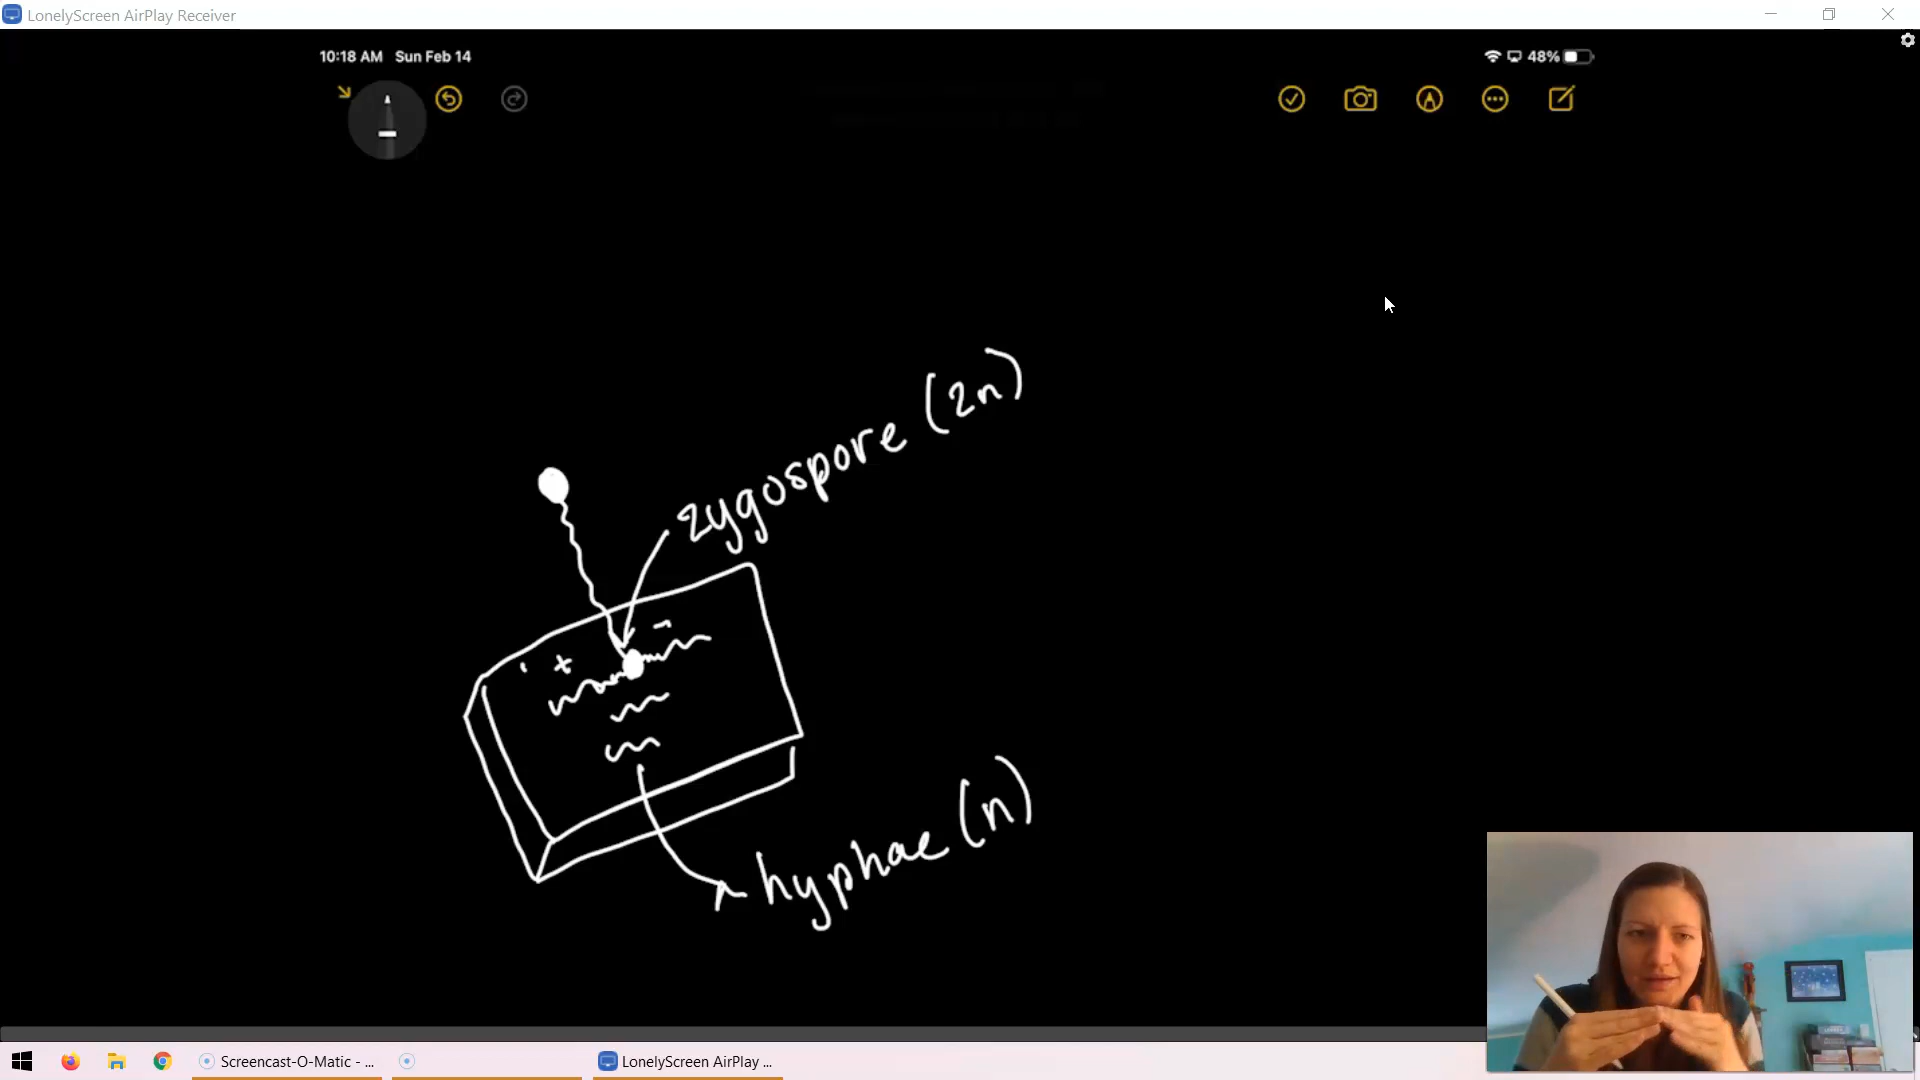 LonelyScreen AirPlay Receiver
10:18 AM Sun Feb 14
48%
zygospore (2n)
+ -
hyphae (n)
Screencast-O-Matic - ...
LonelyScreen AirPlay ...